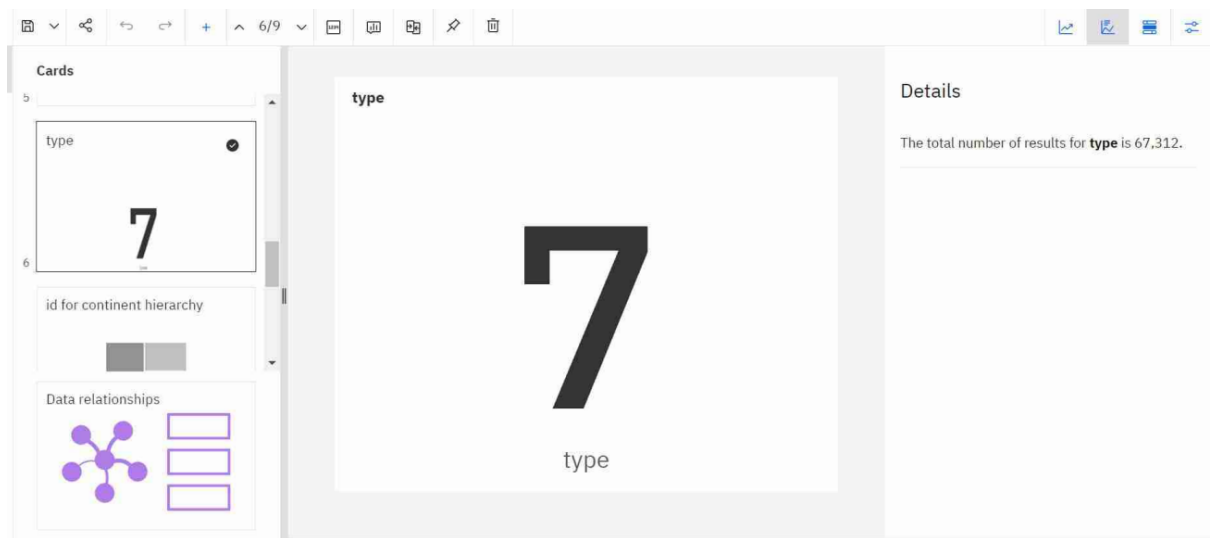 6/9
Cards
5
type
7
6
id for continent hierarchy
Data relationships
type
7
type
Details
The total number of results for type is 67,312.